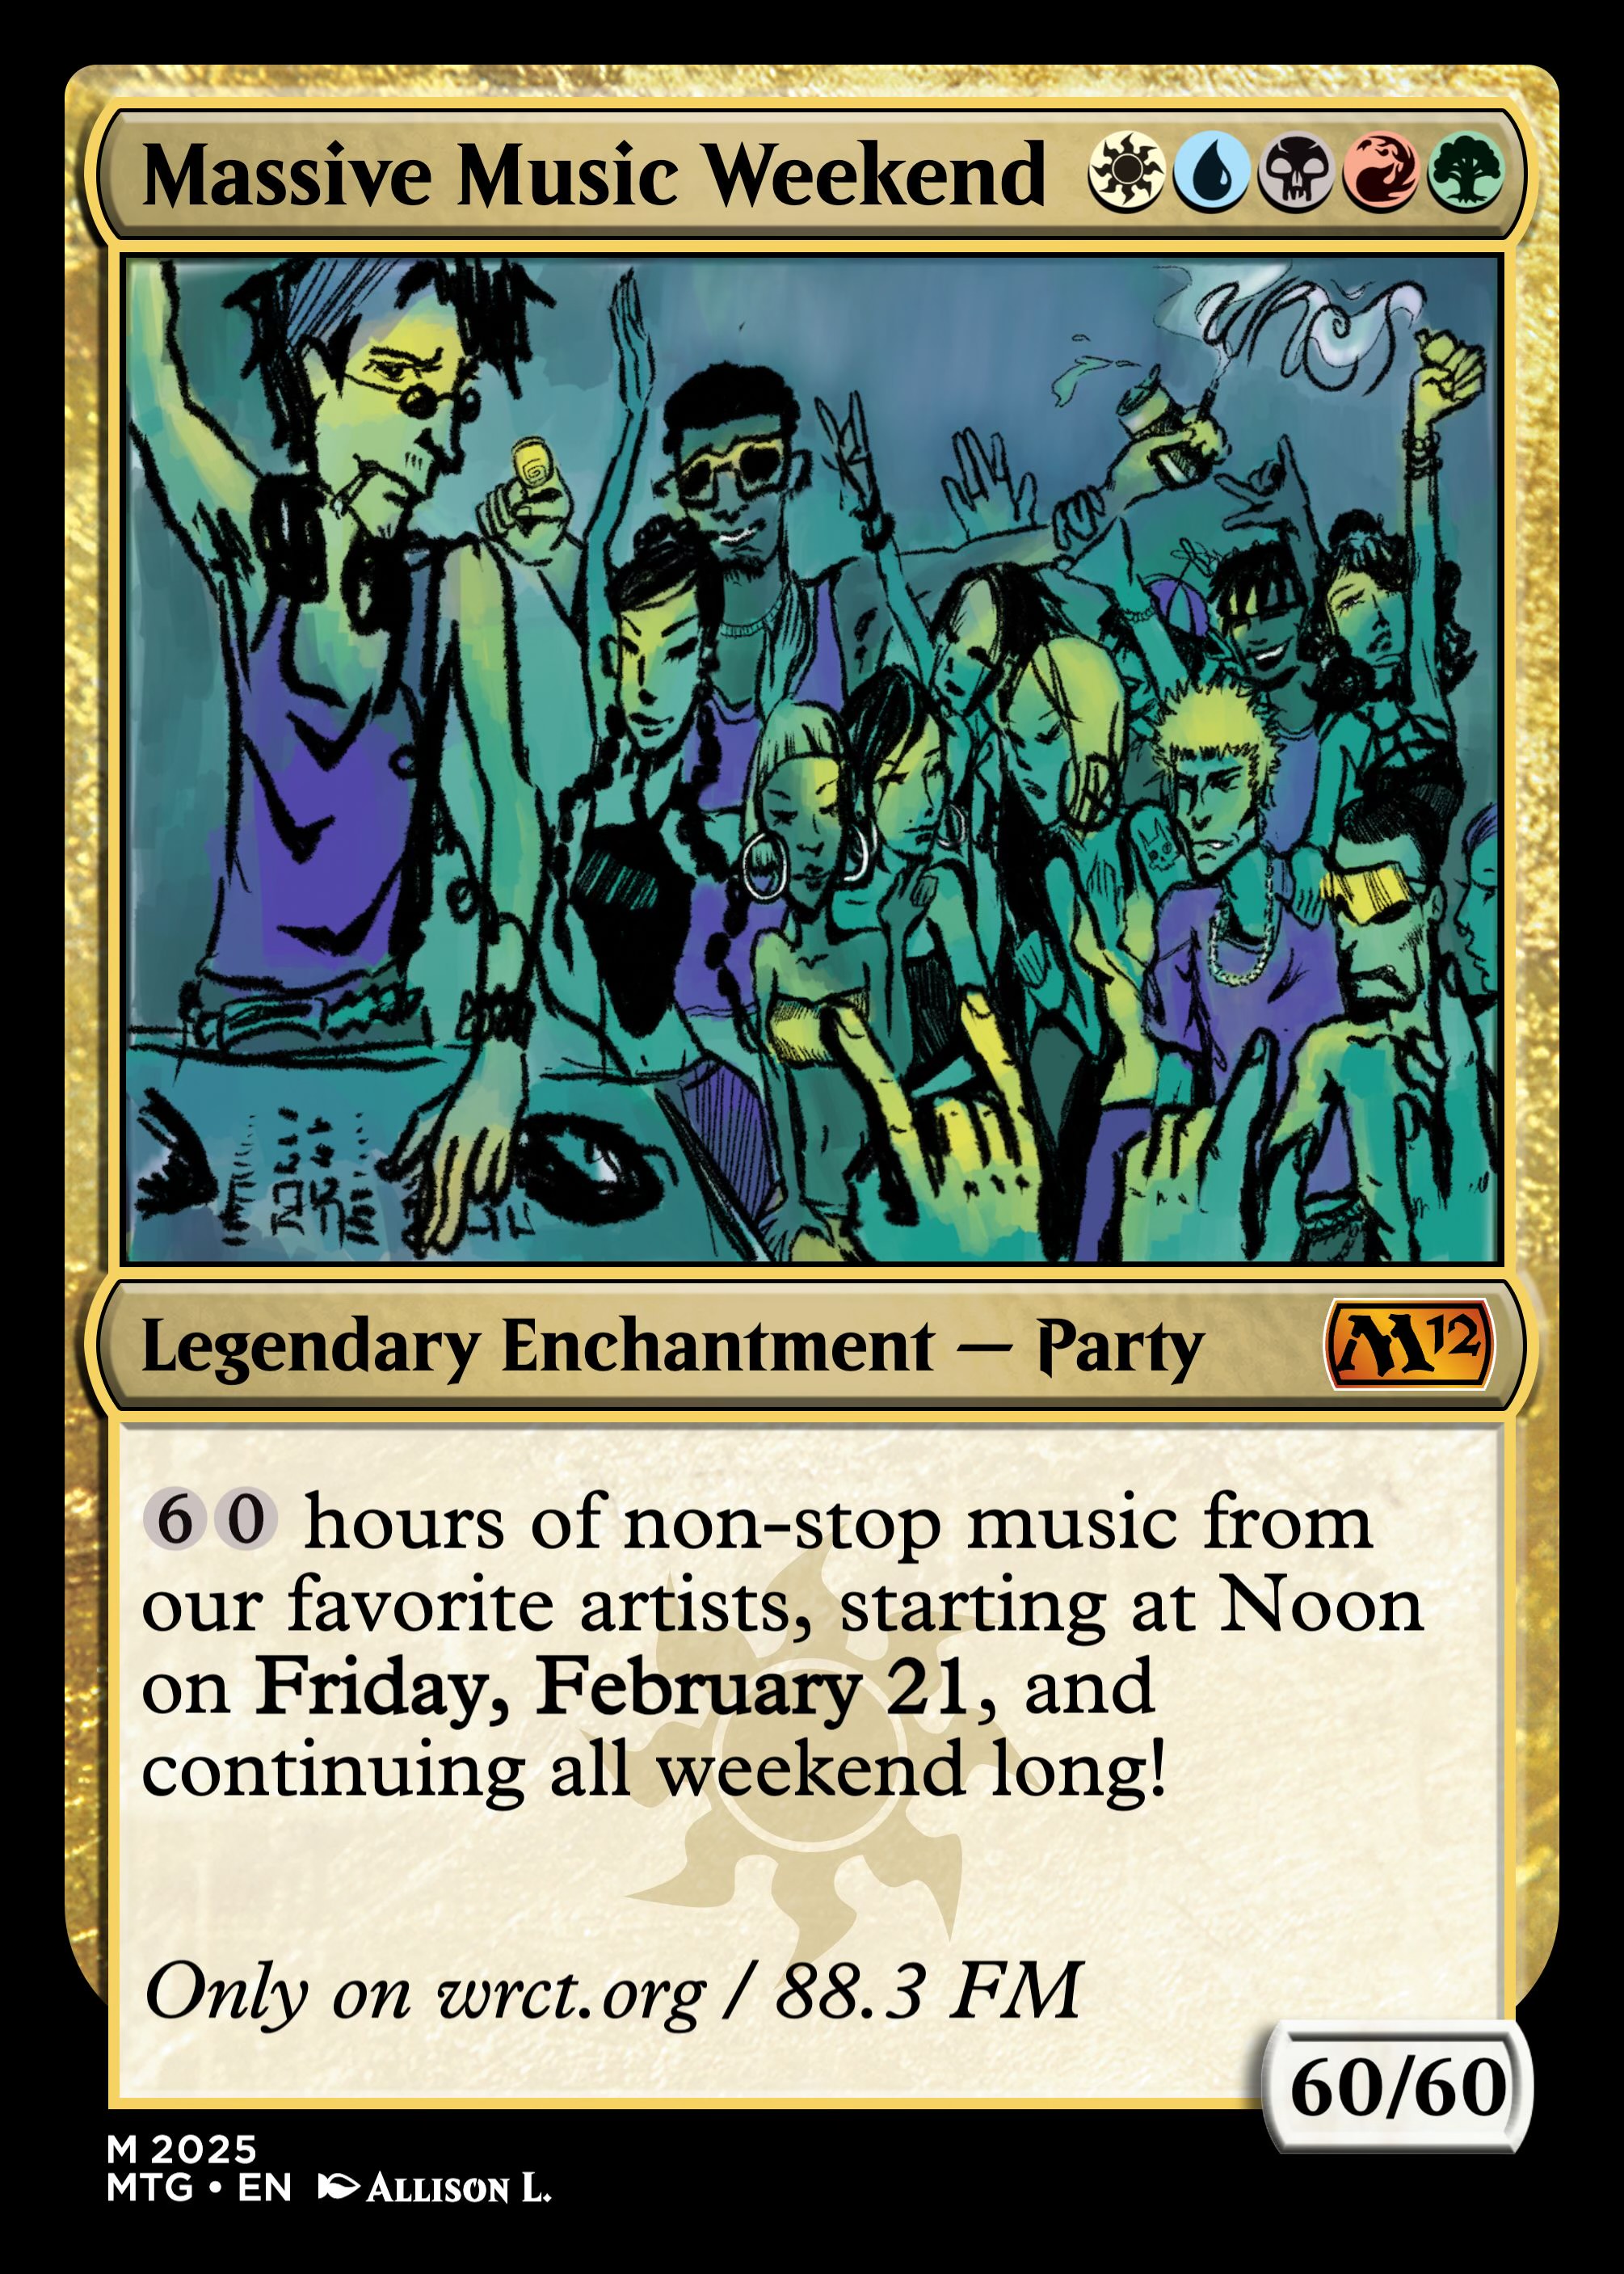 Massive Music Weekend
Legendary Enchantment — Party
M12
60 hours of non-stop music from
our favorite artists, starting at Noon
on Friday, February 21, and
continuing all weekend long!
Only on wrct.org / 88.3 FM
60/60
M 2025
MTG • EN ALLISON L.